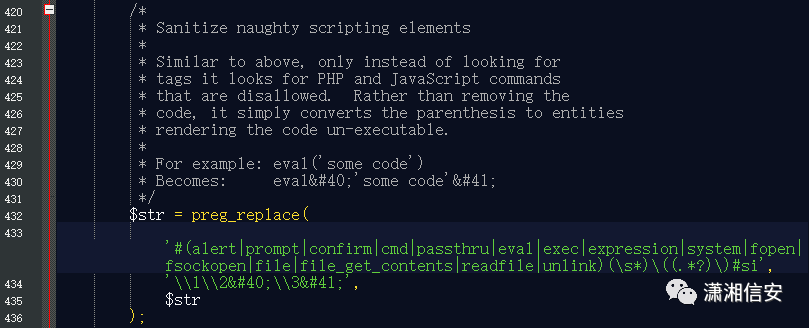 420 /*
421 * Sanitize naughty scripting elements
422 *
423 * Similar to above, only instead of looking for
424 * tags it looks for PHP and JavaScript commands
425 * that are disallowed.  Rather than removing the
426 * code, it simply converts the parenthesis to entities
427 * rendering the code un-executable.
428 *
429 * For example: eval('some code')
430 * Becomes:     eval&#40;'some code'&#41;
431 */
432 $str = preg_replace(
433
'#(alert|prompt|confirm|cmd|passthru|eval|exec|expression|system|fopen|
fsockopen|file|file_get_contents|readfile|unlink)(\s*)\((.*?)\)#si',
434 '\\1\\2&#40;\\3&#41;',
435 $str
436 );
潇湘信安